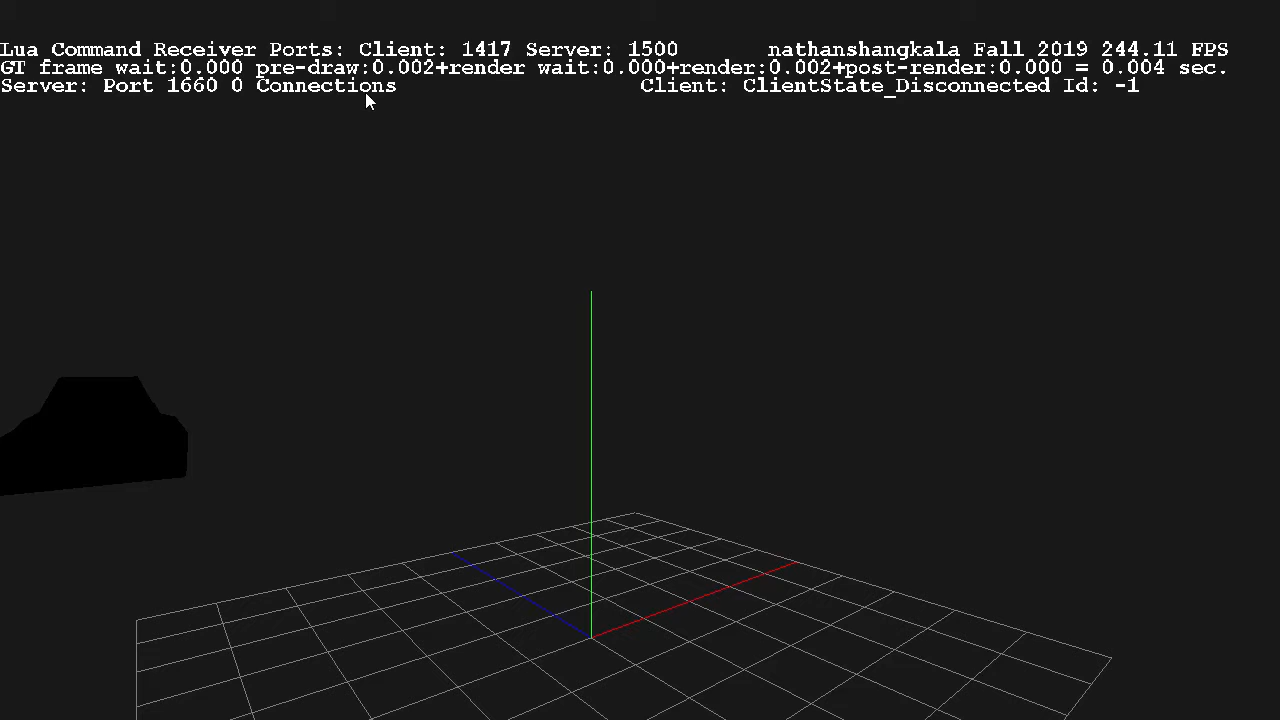 Lua Command Receiver Ports: Client: 1417 Server: 1500 nathanshangkala Fall 2019 244.11 FPS
GT frame wait:0.000 pre-draw:0.002+render wait:0.000+render:0.002+post-render:0.000 = 0.004 sec.
Server: Port 1660 0 Connections Client: ClientState_Disconnected Id: -1